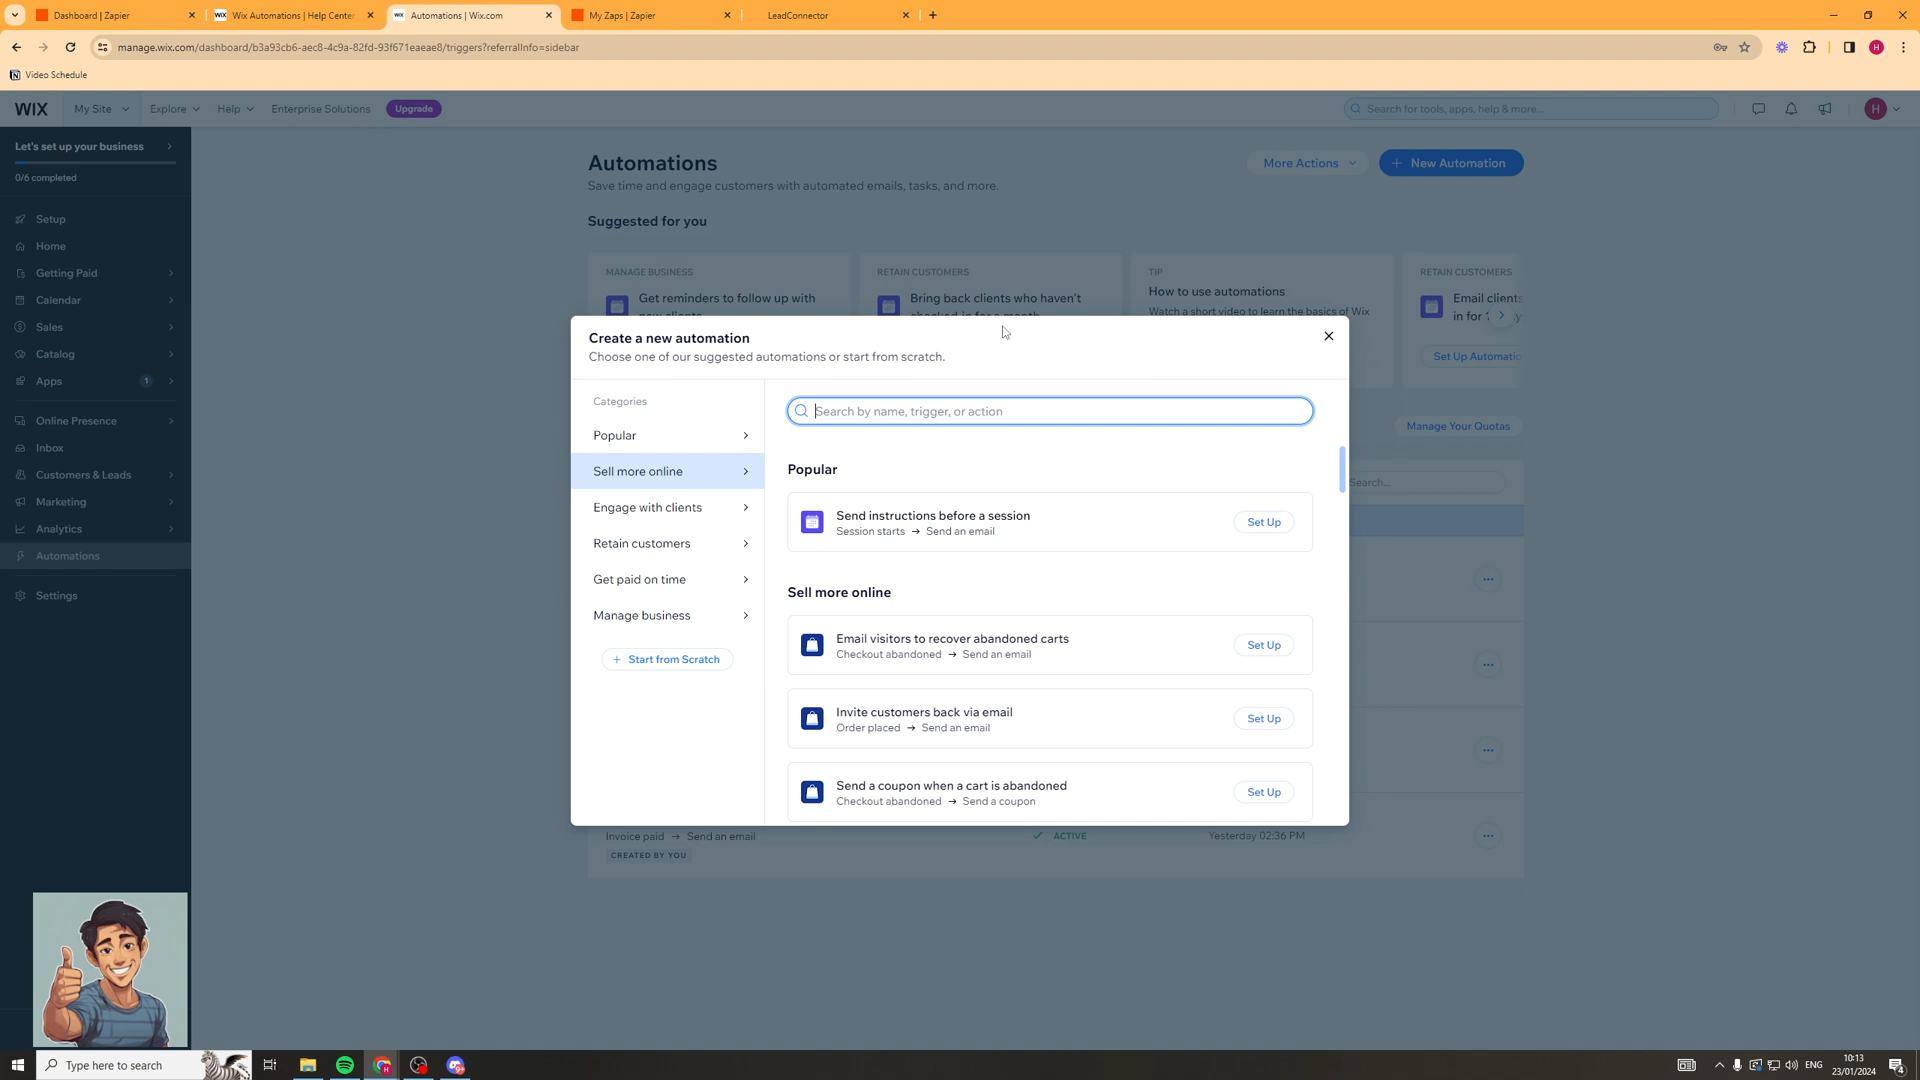 Dashboard | Zapier
Wix Automations | Help Center
WIX
Automations | Wix.com
My Zaps | Zapier
LeadConnector
manage.wix.com/dashboard/b3a93cb6-aec8-4c9a-82fd-93f671eaeae8/triggers?referralInfo=sidebar
H
Video Schedule
WIX
My Site
Explore
Help
Enterprise Solutions
Upgrade
Search for tools, apps, help & more...
H
Let's set up your business
0/6 completed
Setup
Home
Getting Paid
Calendar
Sales
Catalog
Apps
1
Online Presence
Inbox
Customers & Leads
Marketing
Analytics
Automations
Settings
Automations
Save time and engage customers with automated emails, tasks, and more.
More Actions
+ New Automation
Suggested for you
MANAGE BUSINESS
Get reminders to follow up with
RETAIN CUSTOMERS
Bring back clients who haven't
TIP
How to use automations
Watch a short video to learn the basics of Wix
RETAIN CUSTOMERS
Email clients
in for
Set Up Automatic
Manage Your Quotas
Search...
Create a new automation
Choose one of our suggested automations or start from scratch.
Categories
Popular
Sell more online
Engage with clients
Retain customers
Get paid on time
Manage business
+ Start from Scratch
Search by name, trigger, or action
Popular
Send instructions before a session
Session starts → Send an email
Set Up
Sell more online
Email visitors to recover abandoned carts
Checkout abandoned → Send an email
Set Up
Invite customers back via email
Order placed → Send an email
Set Up
Send a coupon when a cart is abandoned
Checkout abandoned → Send a coupon
Set Up
Invoice paid → Send an email
CREATED BY YOU
ACTIVE
Yesterday 02:36 PM
Type here to search
ENG
10:13
23/01/2024
4